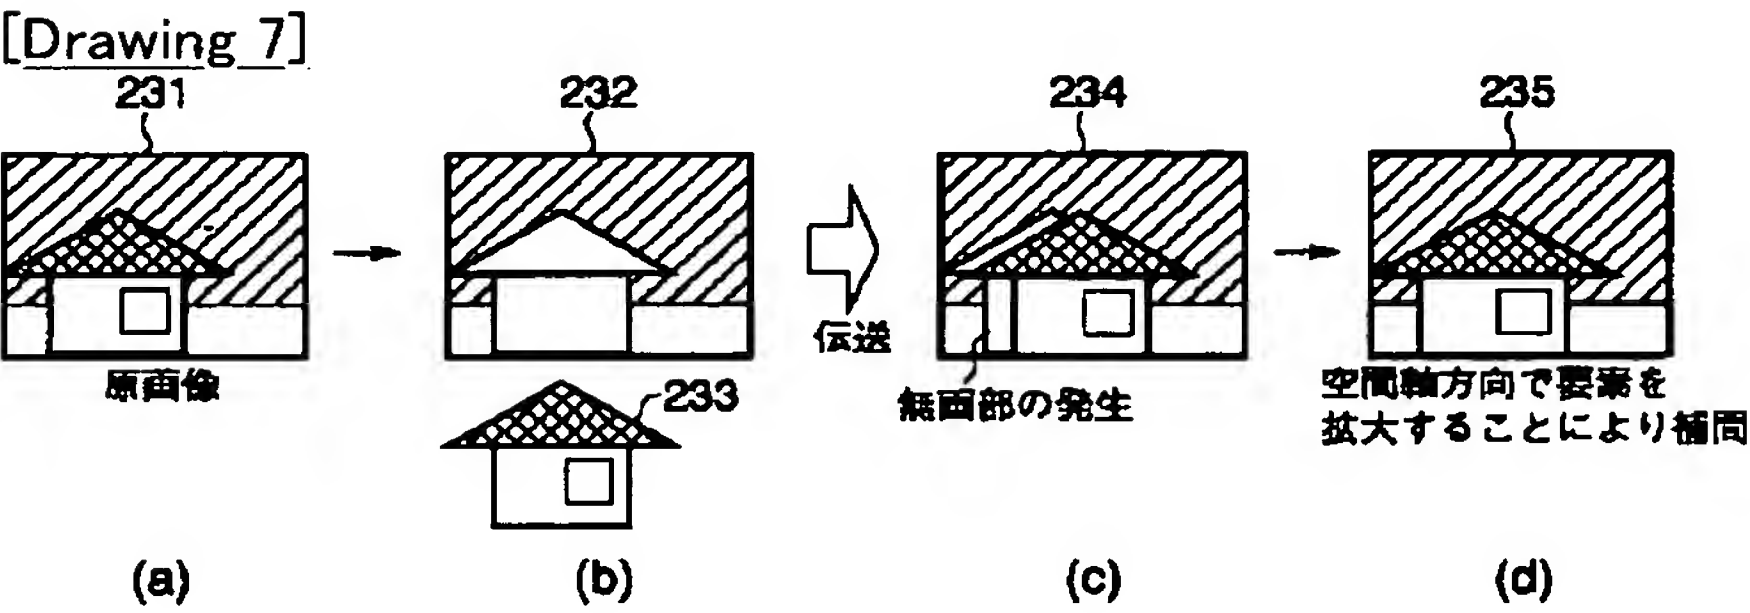 [Drawing 7]
231
232
234
235
伝送
原画像
233
無画部の発生
空間軸方向で要素を
拡大することにより補間
(a)
(b)
(c)
(d)